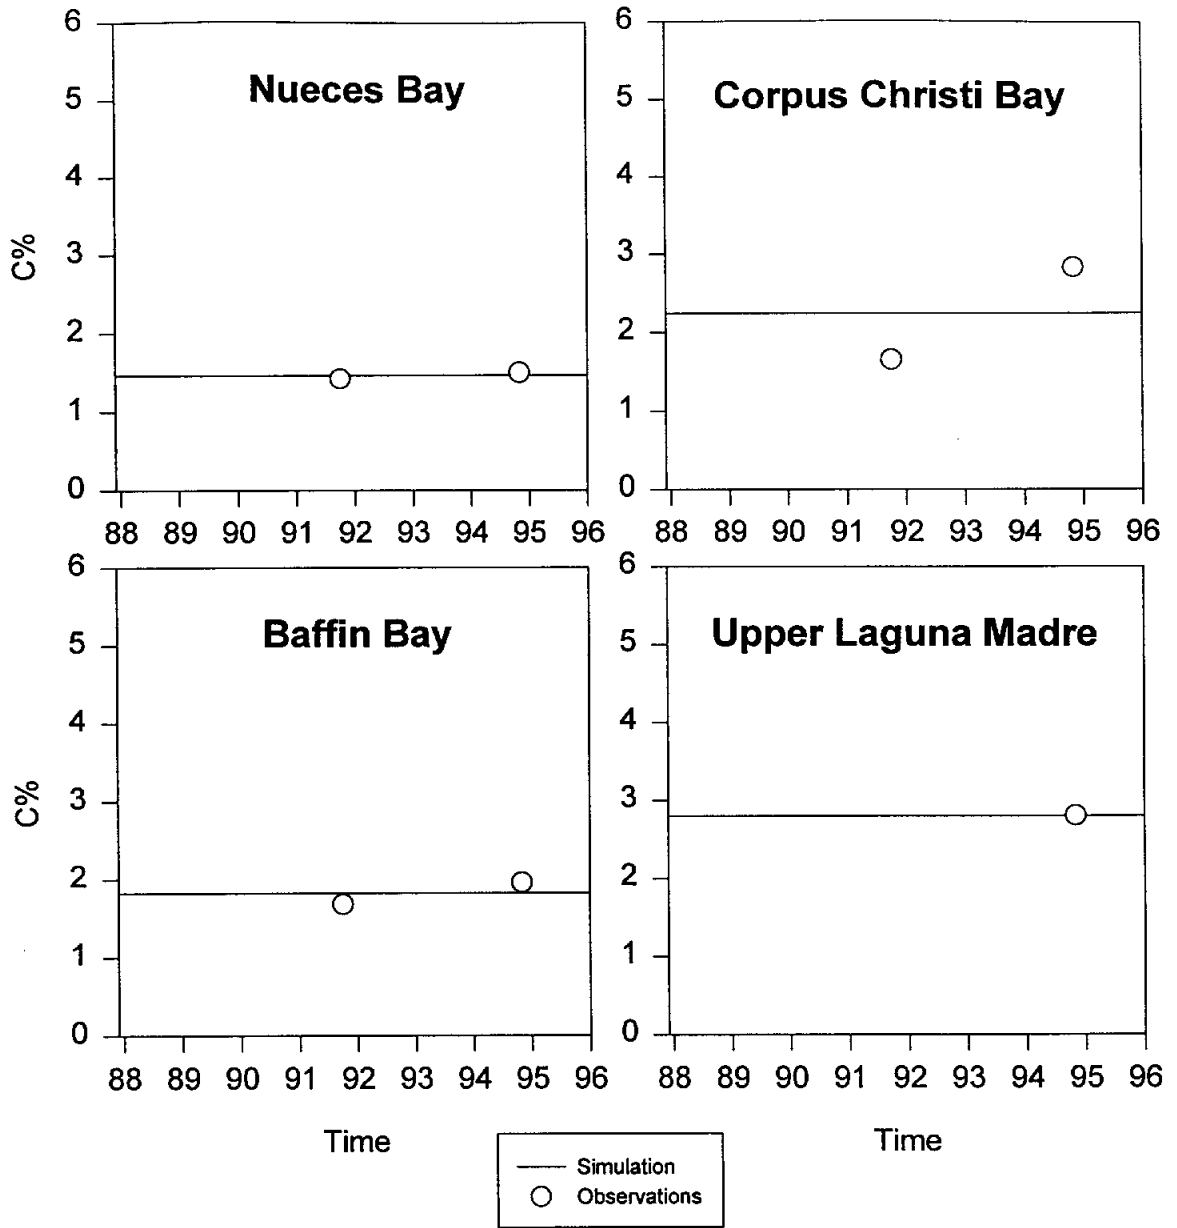 6
Nueces Bay
5
4
3
2
1
0
C%
88 89 90 91 92 93 94 95 96
6
Corpus Christi Bay
5
4
3
2
1
0
88 89 90 91 92 93 94 95 96
6
Baffin Bay
5
4
3
2
1
0
C%
88 89 90 91 92 93 94 95 96
Time
6
Upper Laguna Madre
5
4
3
2
1
0
88 89 90 91 92 93 94 95 96
Time
Simulation
Observations